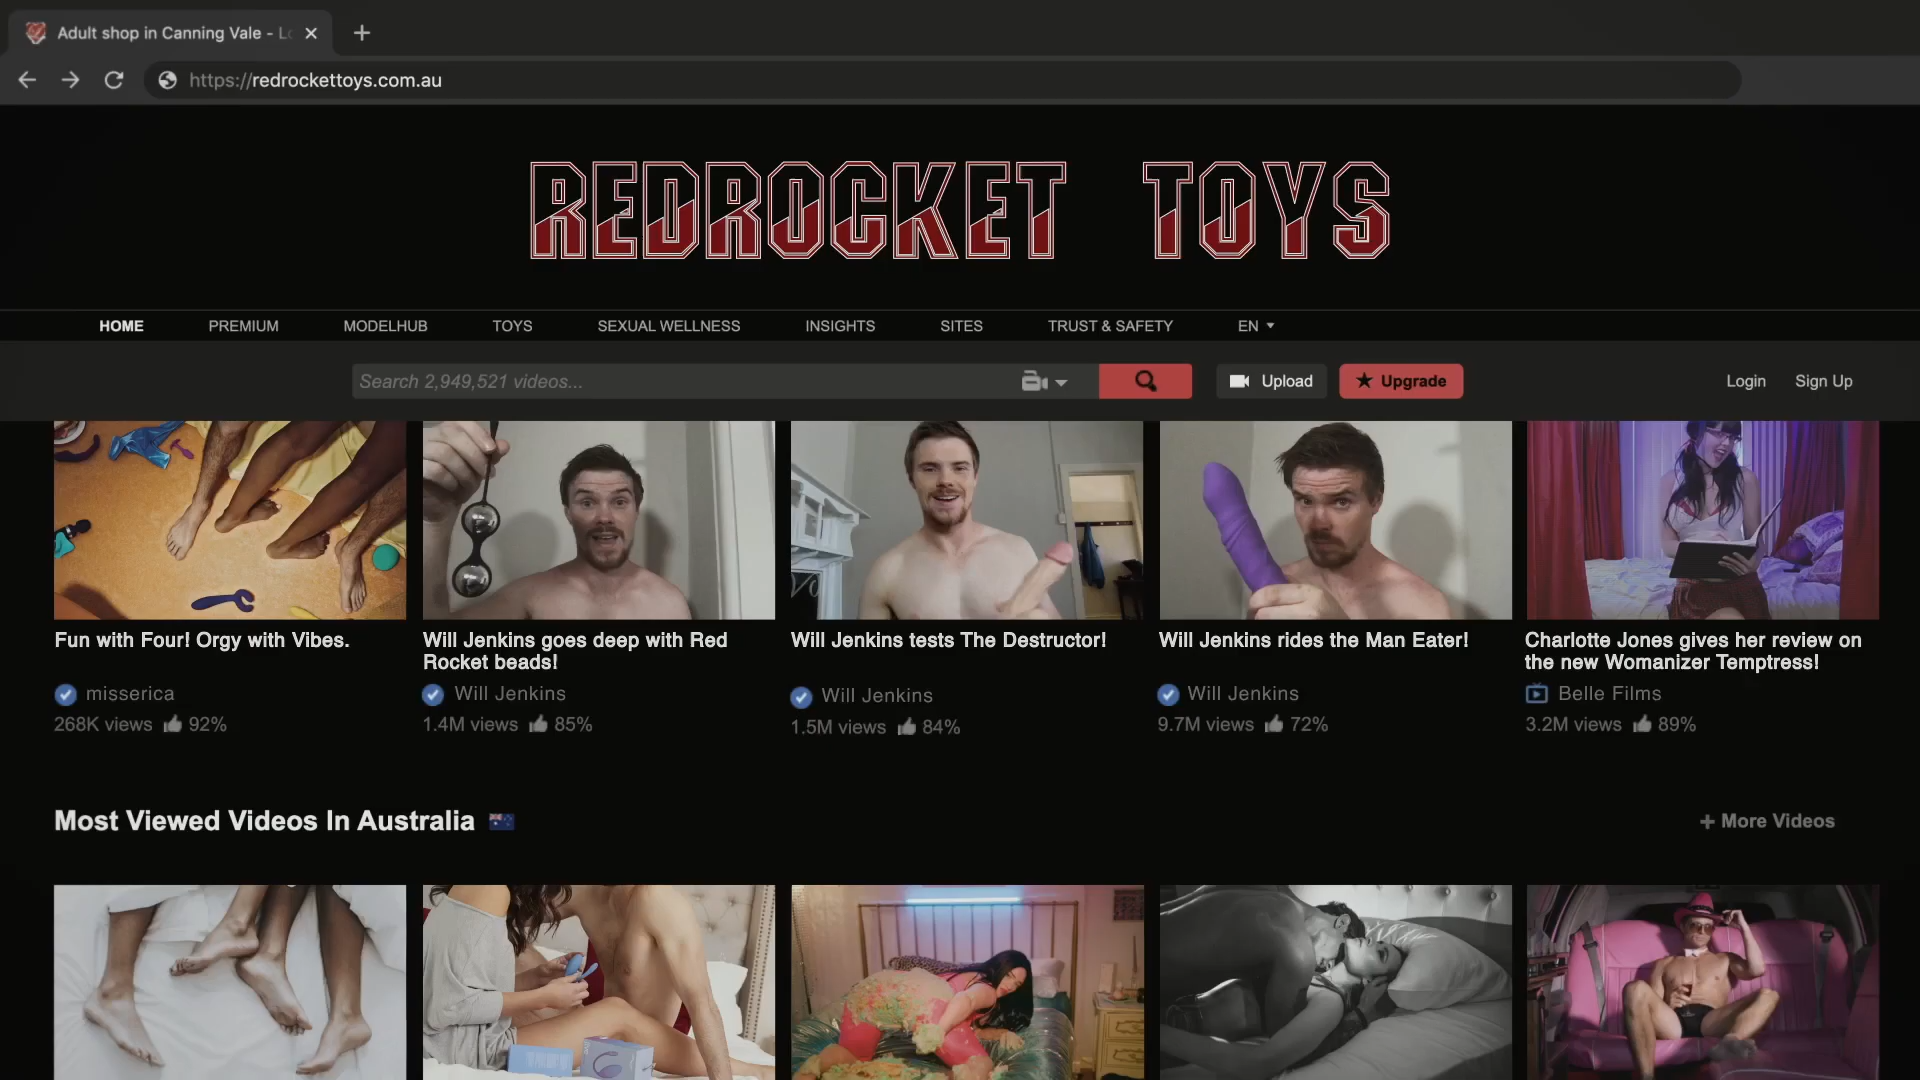 Adult shop in Canning Vale -
https://redrockettoys.com.au
REDROCKET TOYS
HOME PREMIUM MODELHUB TOYS SEXUAL WELLNESS INSIGHTS SITES TRUST & SAFETY EN
Search 2,949,521 videos...
Upload
Upgrade
Login Sign Up
Fun with Four! Orgy with Vibes.
misserica
268K views 92%
Will Jenkins goes deep with Red
Rocket beads!
Will Jenkins
1.4M views 85%
Will Jenkins tests The Destructor!
Will Jenkins
1.5M views 84%
Will Jenkins rides the Man Eater!
Will Jenkins
9.7M views 72%
Charlotte Jones gives her review on
the new Womanizer Temptress!
Belle Films
3.2M views 89%
Most Viewed Videos In Australia
+ More Videos